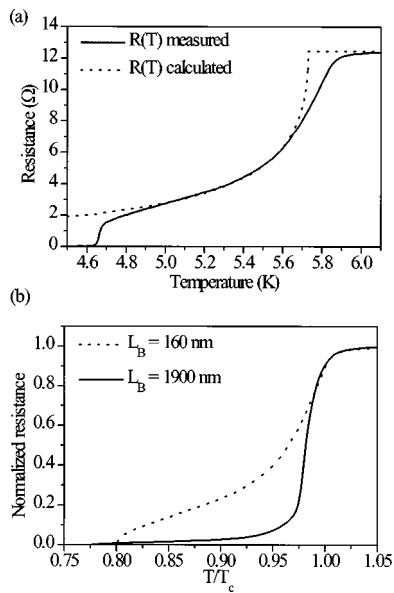 (a)
14
12
10
8
6
4
2
0
Resistance (Ω)
R(T) measured
R(T) calculated
4.6 4.8 5.0 5.2 5.4 5.6 5.8 6.0
Temperature (K)
(b)
1.0
0.8
0.6
0.4
0.2
0.0
Normalized resistance
L_B = 160 nm
L_B = 1900 nm
0.75 0.80 0.85 0.90 0.95 1.00 1.05
T/T_c